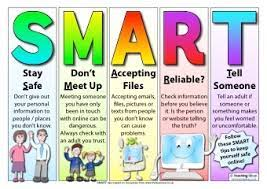 SMART
Stay
Safe
Don't give out
your personal
information to
people / places
you don't know.
Don't
Meet Up
Meeting someone
you have only
been in touch
with online can be
dangerous.
Always check with
an adult you trust.
Accepting
Files
Accepting emails,
files, pictures or
texts from people
you don't know
can cause
problems.
Reliable?
Check information
before you believe
it. Is the person
or website telling
the truth?
Tell
Someone
Tell an adult if
someone or
something makes
you feel worried
or uncomfortable.
Follow
these SMART
tips to keep
yourself safe
online!